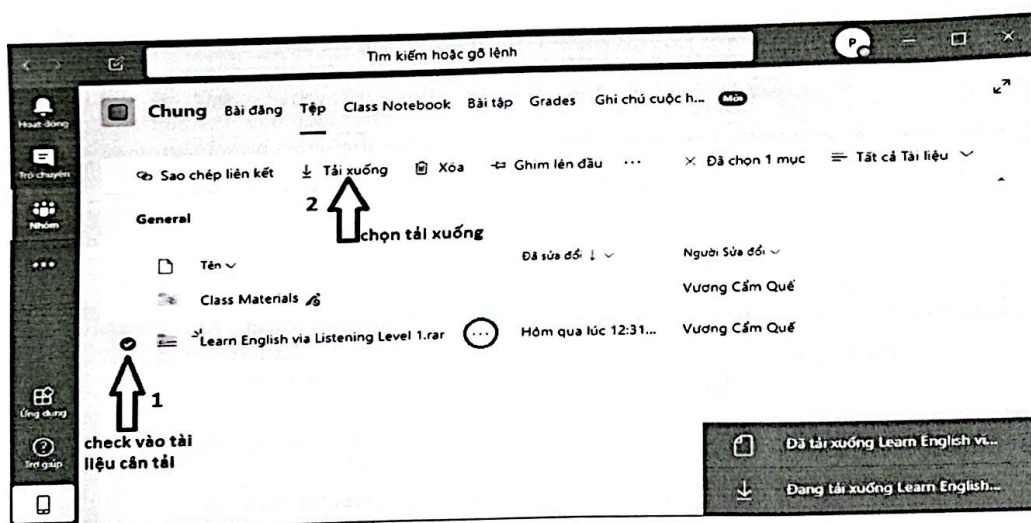 Tìm kiếm hoặc gõ lệnh
P
Hoạt động
Chung Bài đăng Tệp Class Notebook Bài tập Grades Ghi chú cuộc h... Mới
Trò chuyện
Sao chép liên kết Tải xuống Xóa Ghim lên đầu ... Đã chọn 1 mục Tất cả Tài liệu
Nhóm
General
2
chọn tải xuống
Tên Đã sửa đổi ↓ Người Sửa đổi
Class Materials Vương Cẩm Quế
Learn English via Listening Level 1.rar ... Hôm qua lúc 12:31... Vương Cẩm Quế
1
Ứng dụng
check vào tài
liệu cần tải
Trợ giúp
Đã tải xuống Learn English vi...
Đang tải xuống Learn English...